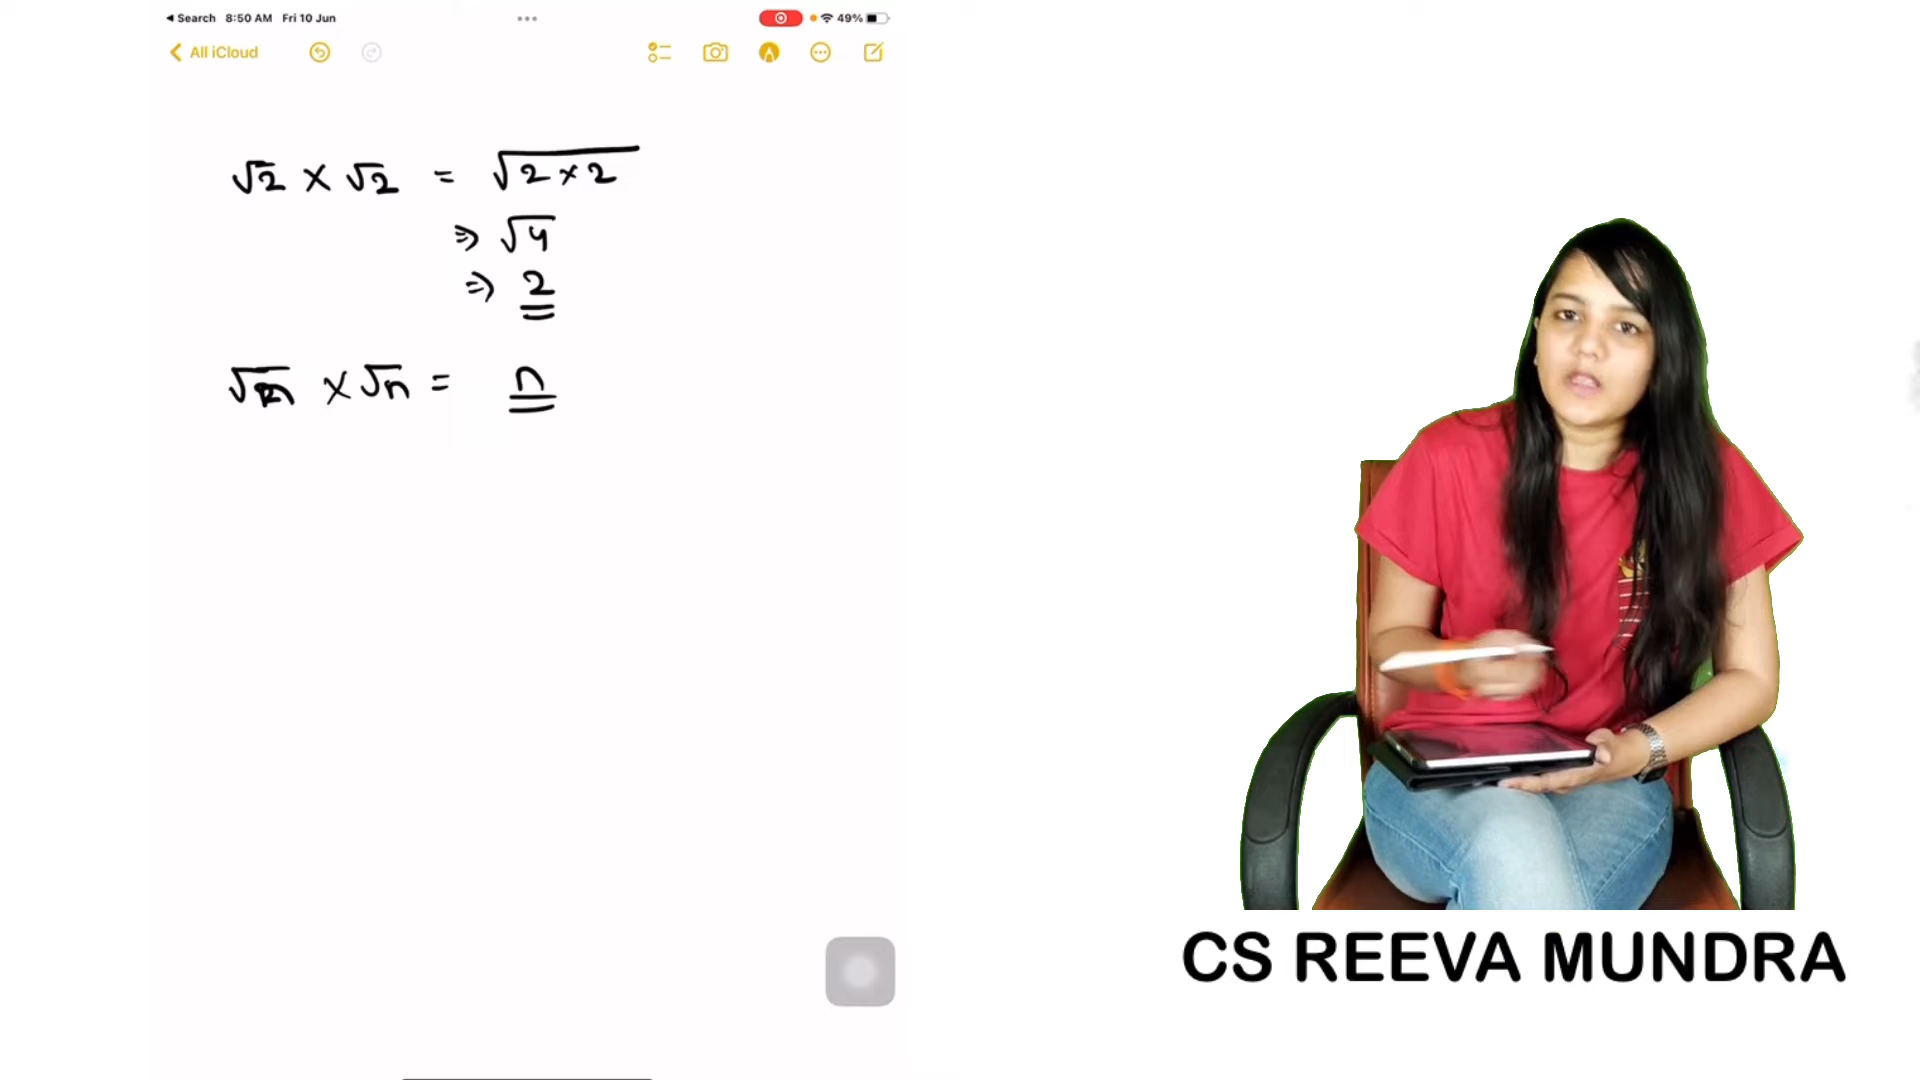 Search 8:50 AM Fri 10 Jun 49%
All iCloud
√2 × √2 = √2 × 2
⇒ √4
⇒ 2
√n × √n = n
CS REEVA MUNDRA